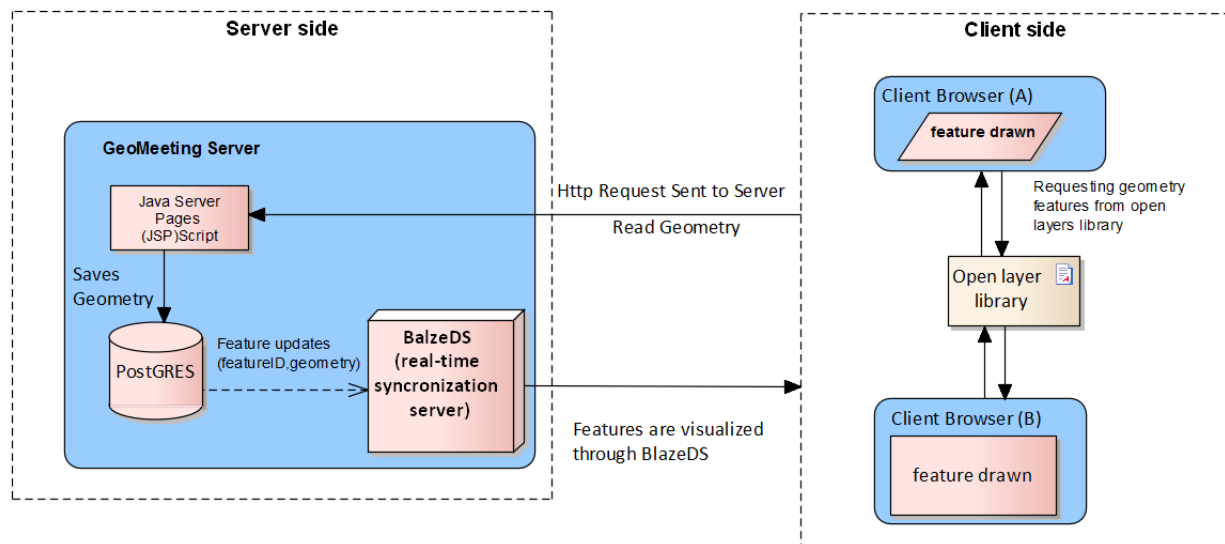 Server side
GeoMeeting Server
Java Server
Pages
(JSP)Script
Saves
Geometry
PostGRES
Feature updates
(featureID,geometry)
BalzeDS
(real-time
syncronization
server)
Http Request Sent to Server
Read Geometry
Features are visualized
through BlazeDS
Client side
Client Browser (A)
feature drawn
Requesting geometry
features from open
layers library
Open layer
library
Client Browser (B)
feature drawn